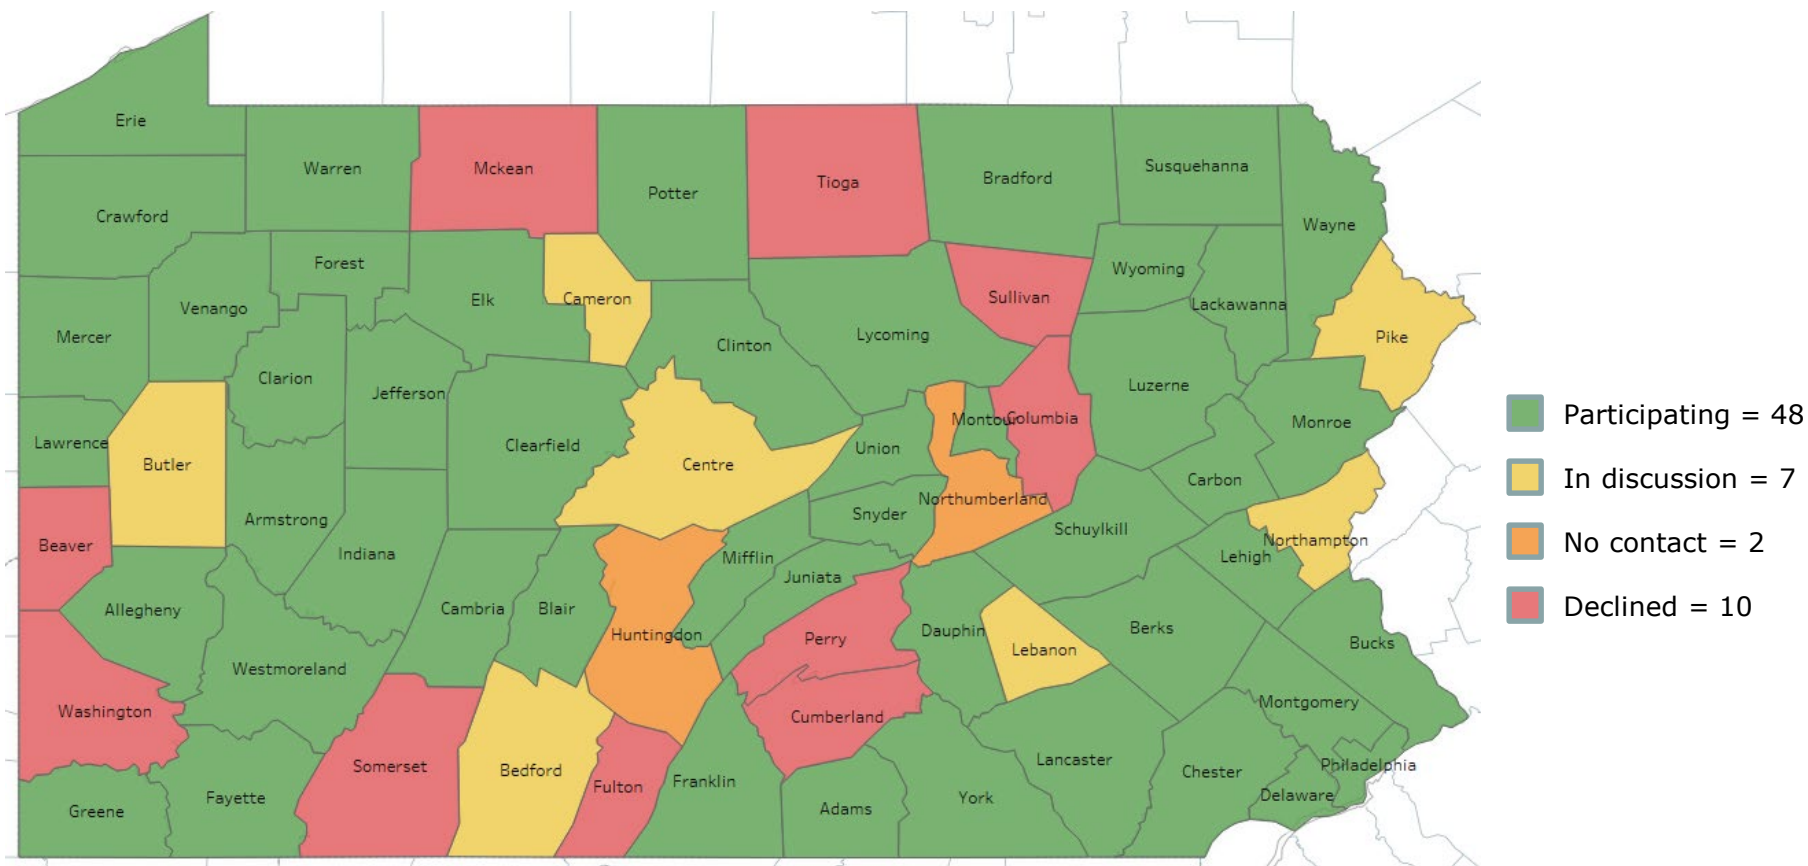 Erie
Warren
Mckean
Potter
Tioga
Bradford
Susquehanna
Crawford
Wayne
Forest
Venango
Elk
Cameron
Sullivan
Wyoming
Lackawanna
Mercer
Clinton
Lycoming
Pike
Clarion
Jefferson
Luzerne
Lawrence
Butler
Clearfield
Centre
Union
Montour
Columbia
Monroe
Participating = 48
Carbon
In discussion = 7
Armstrong
Snyder
Northumberland
Schuylkill
Northampton
No contact = 2
Beaver
Indiana
Mifflin
Juniata
Lehigh
Allegheny
Cambria
Blair
Huntingdon
Perry
Dauphin
Lebanon
Berks
Bucks
Declined = 10
Westmoreland
Washington
Cumberland
Montgomery
Somerset
Bedford
Fulton
Franklin
Lancaster
Chester
Philadelphia
Greene
Fayette
Adams
York
Delaware